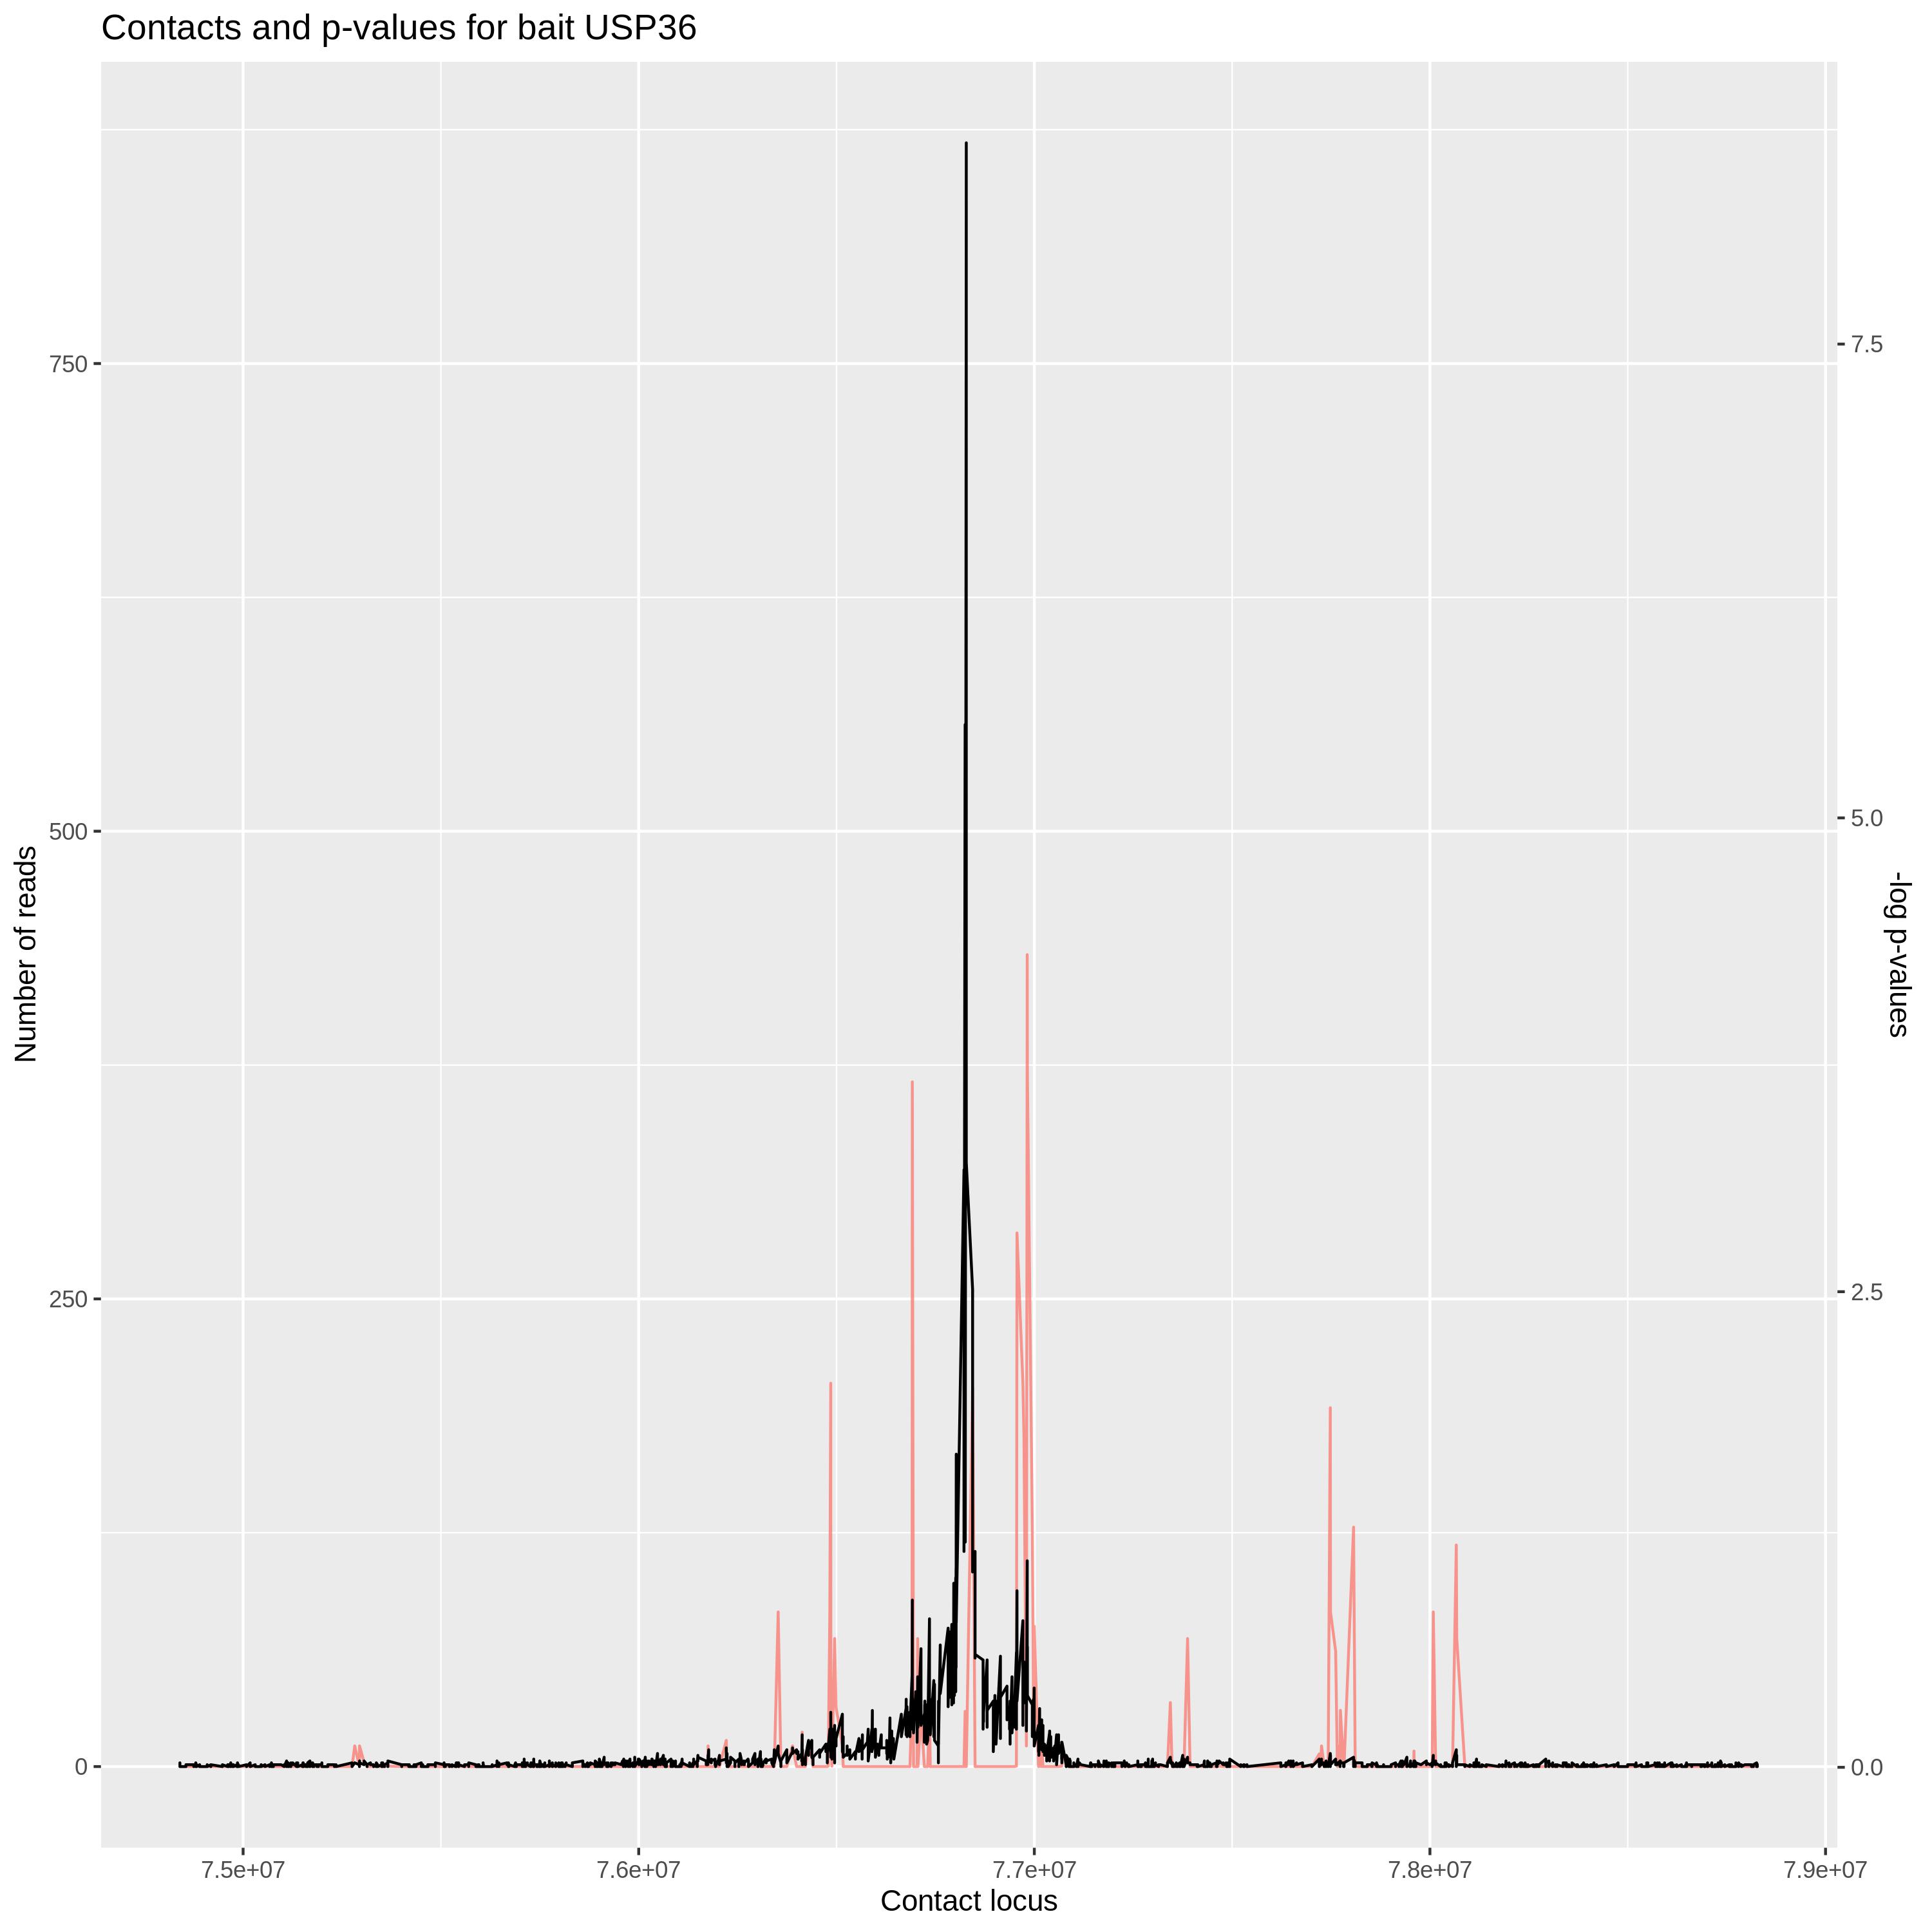 Contacts and p-values for bait USP36
Number of reads
750
500
250
0
7.5
5.0
2.5
0.0
-log p-values
7.5e+07 7.6e+07 7.7e+07 7.8e+07 7.9e+07
Contact locus